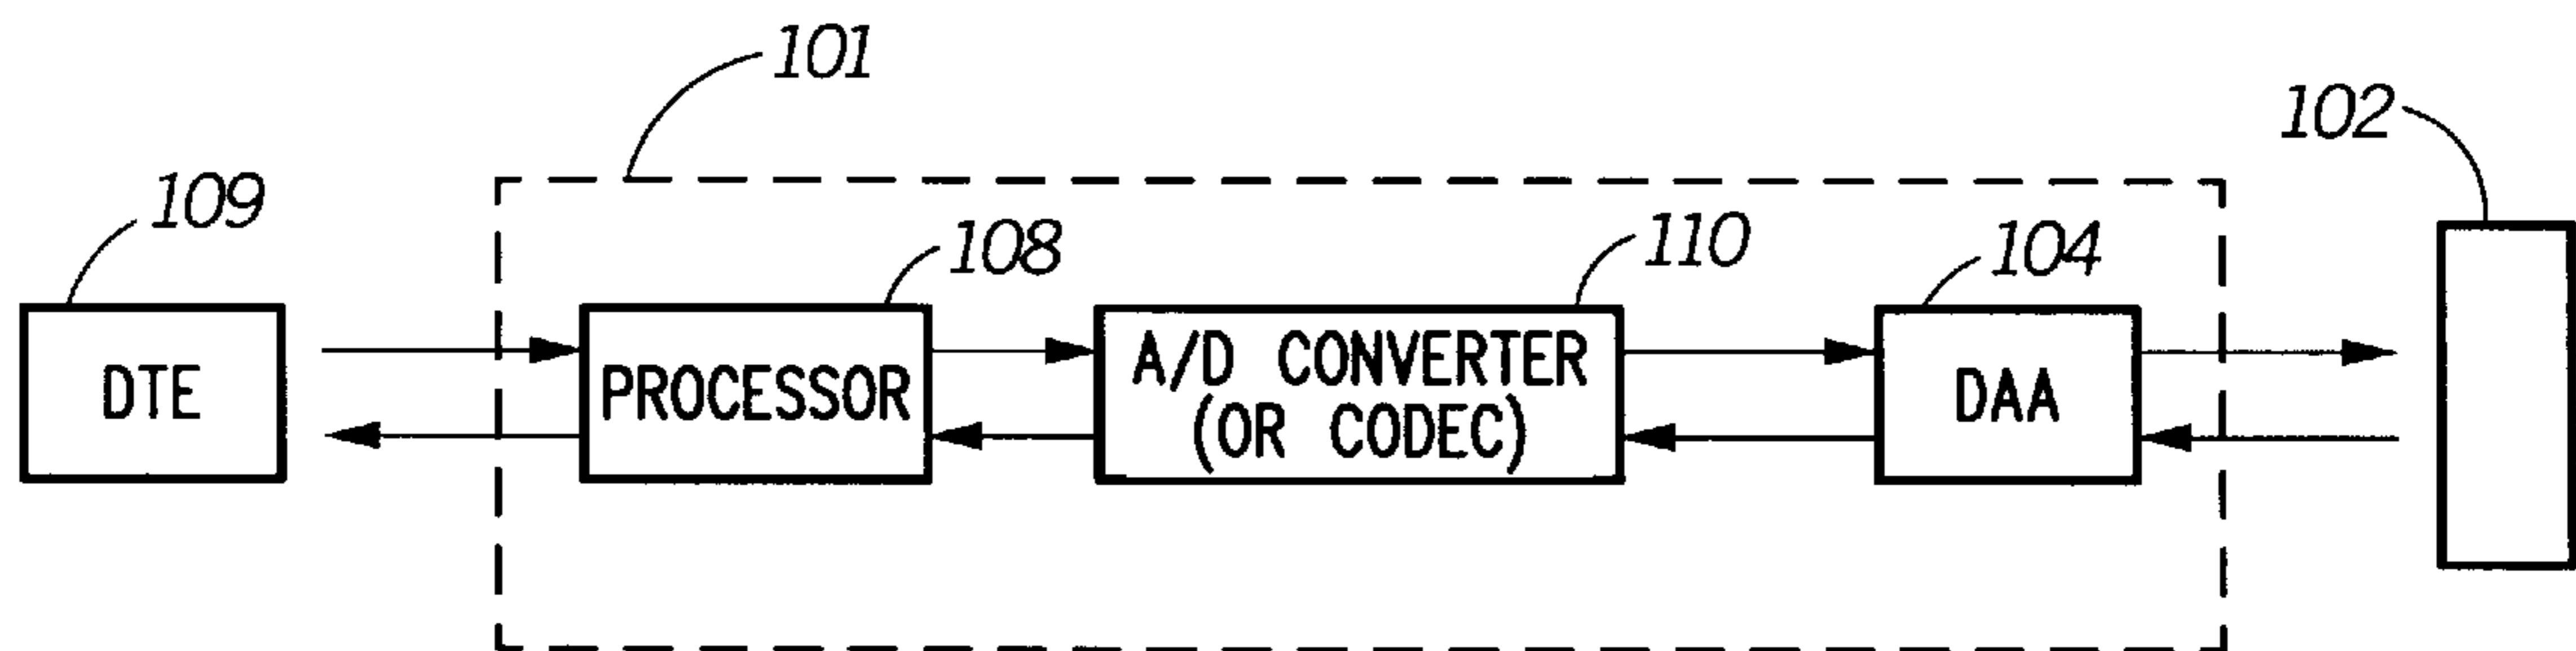 101
102
109
108
110
104
DTE
PROCESSOR
A/D CONVERTER
(OR CODEC)
DAA